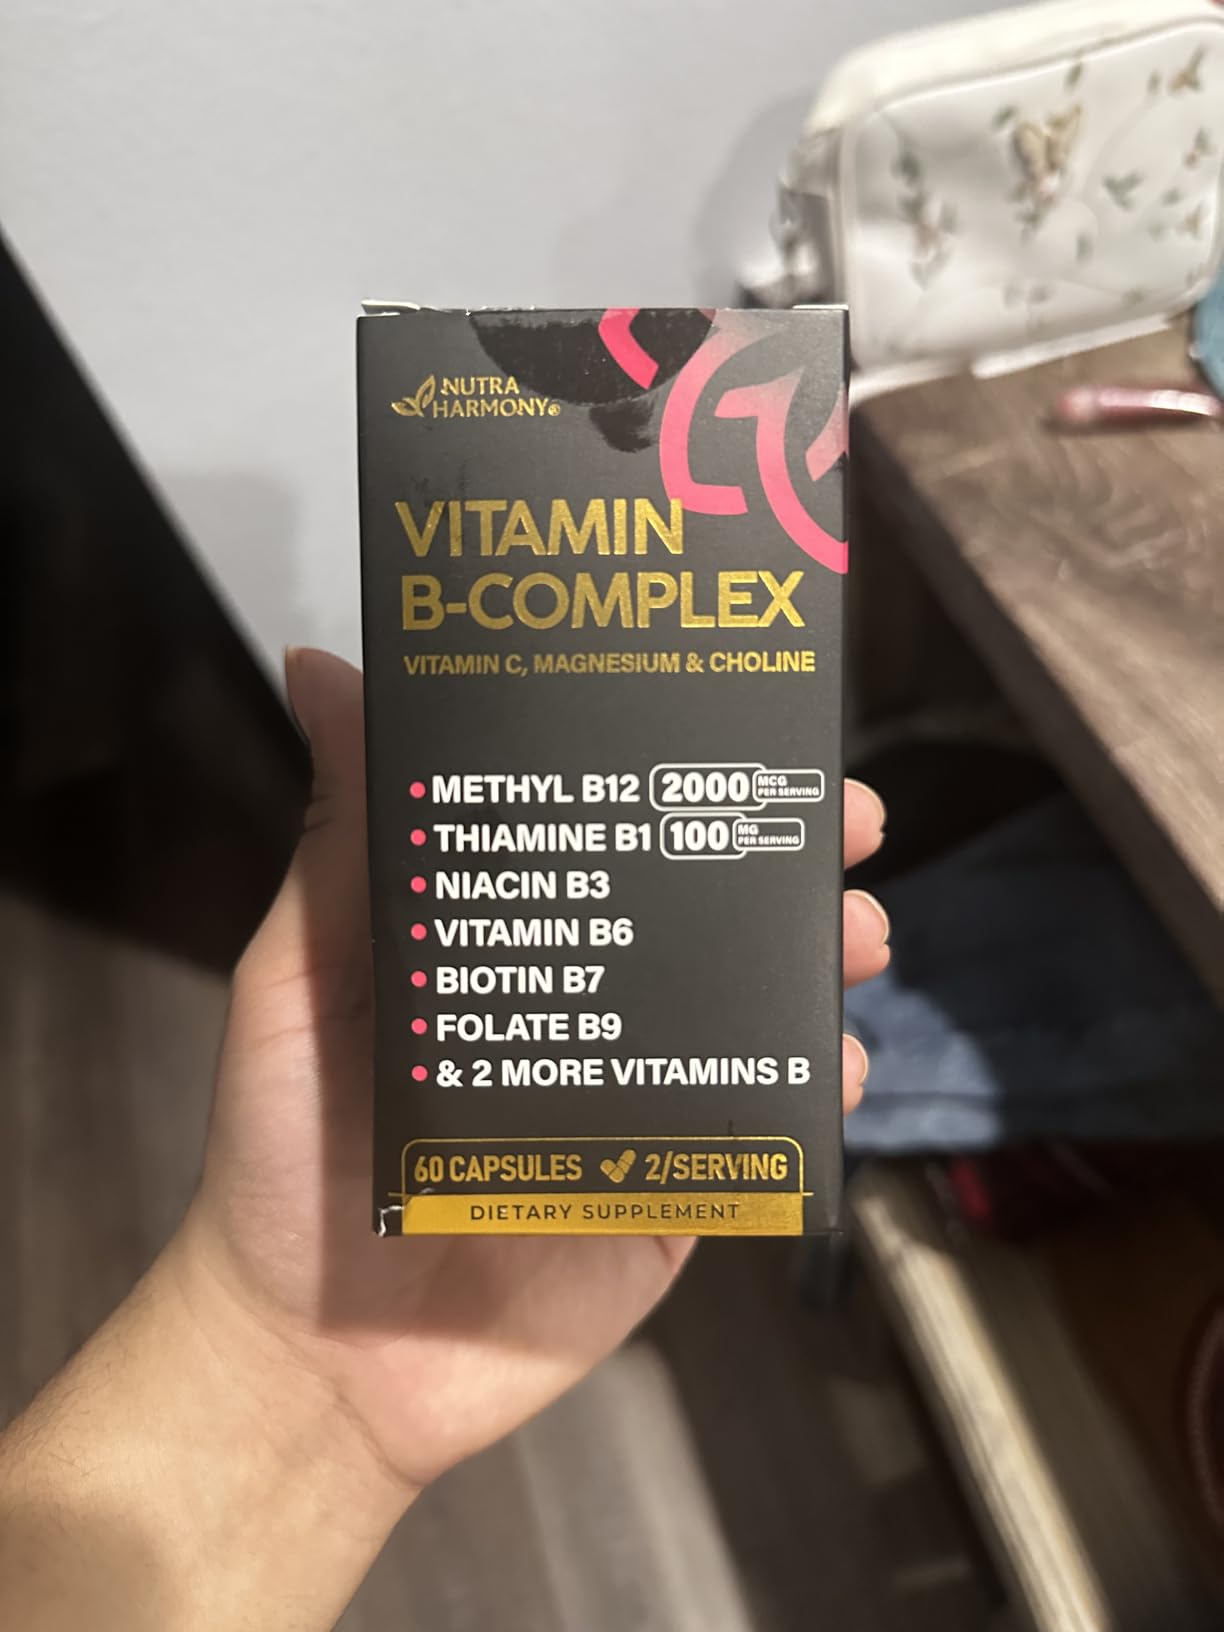 NUTRA
HARMONY®
VITAMIN
B-COMPLEX
VITAMIN C, MAGNESIUM & CHOLINE
• METHYL B12 2000 MCG PER SERVING
• THIAMINE B1 100 MG PER SERVING
• NIACIN B3
• VITAMIN B6
• BIOTIN B7
• FOLATE B9
• & 2 MORE VITAMINS B
60 CAPSULES 2/SERVING
DIETARY SUPPLEMENT